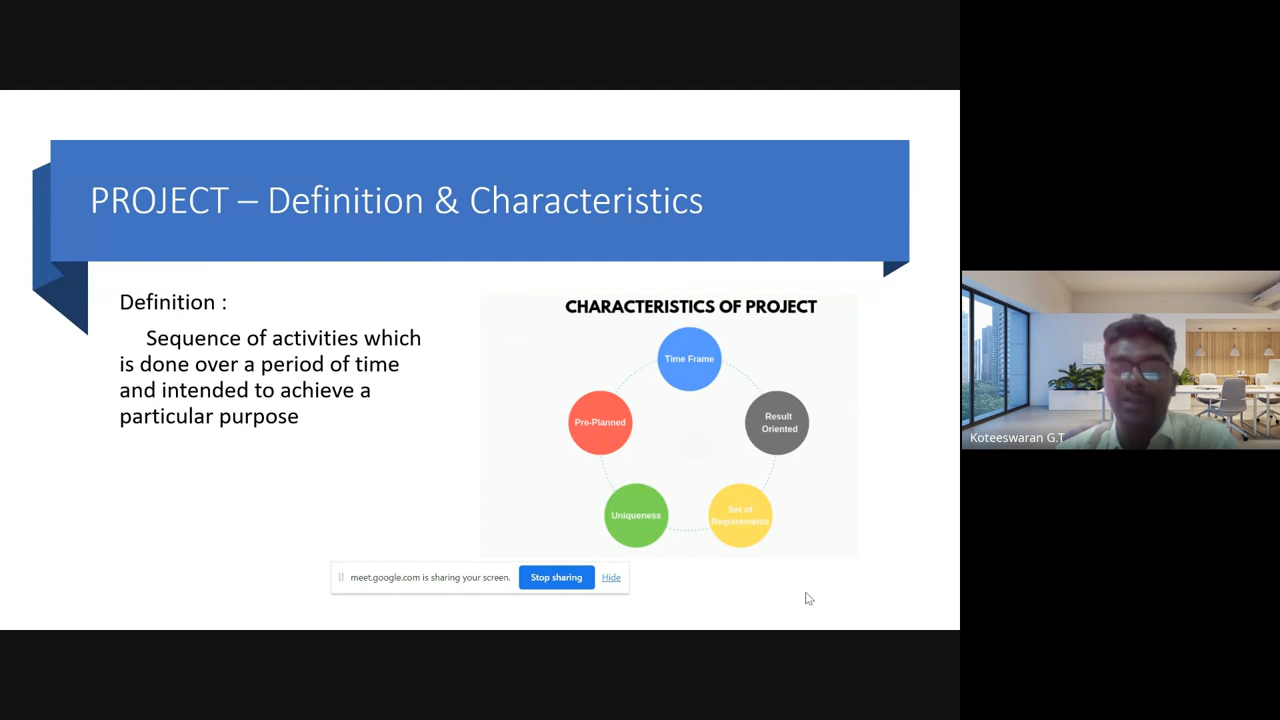 PROJECT – Definition & Characteristics
Definition :
Sequence of activities which
is done over a period of time
and intended to achieve a
particular purpose
CHARACTERISTICS OF PROJECT
Time Frame
Pre-Planned
Result
Oriented
Uniqueness
Set of
Requirements
meet.google.com is sharing your screen.
Stop sharing
Hide
Koteeswaran G.T